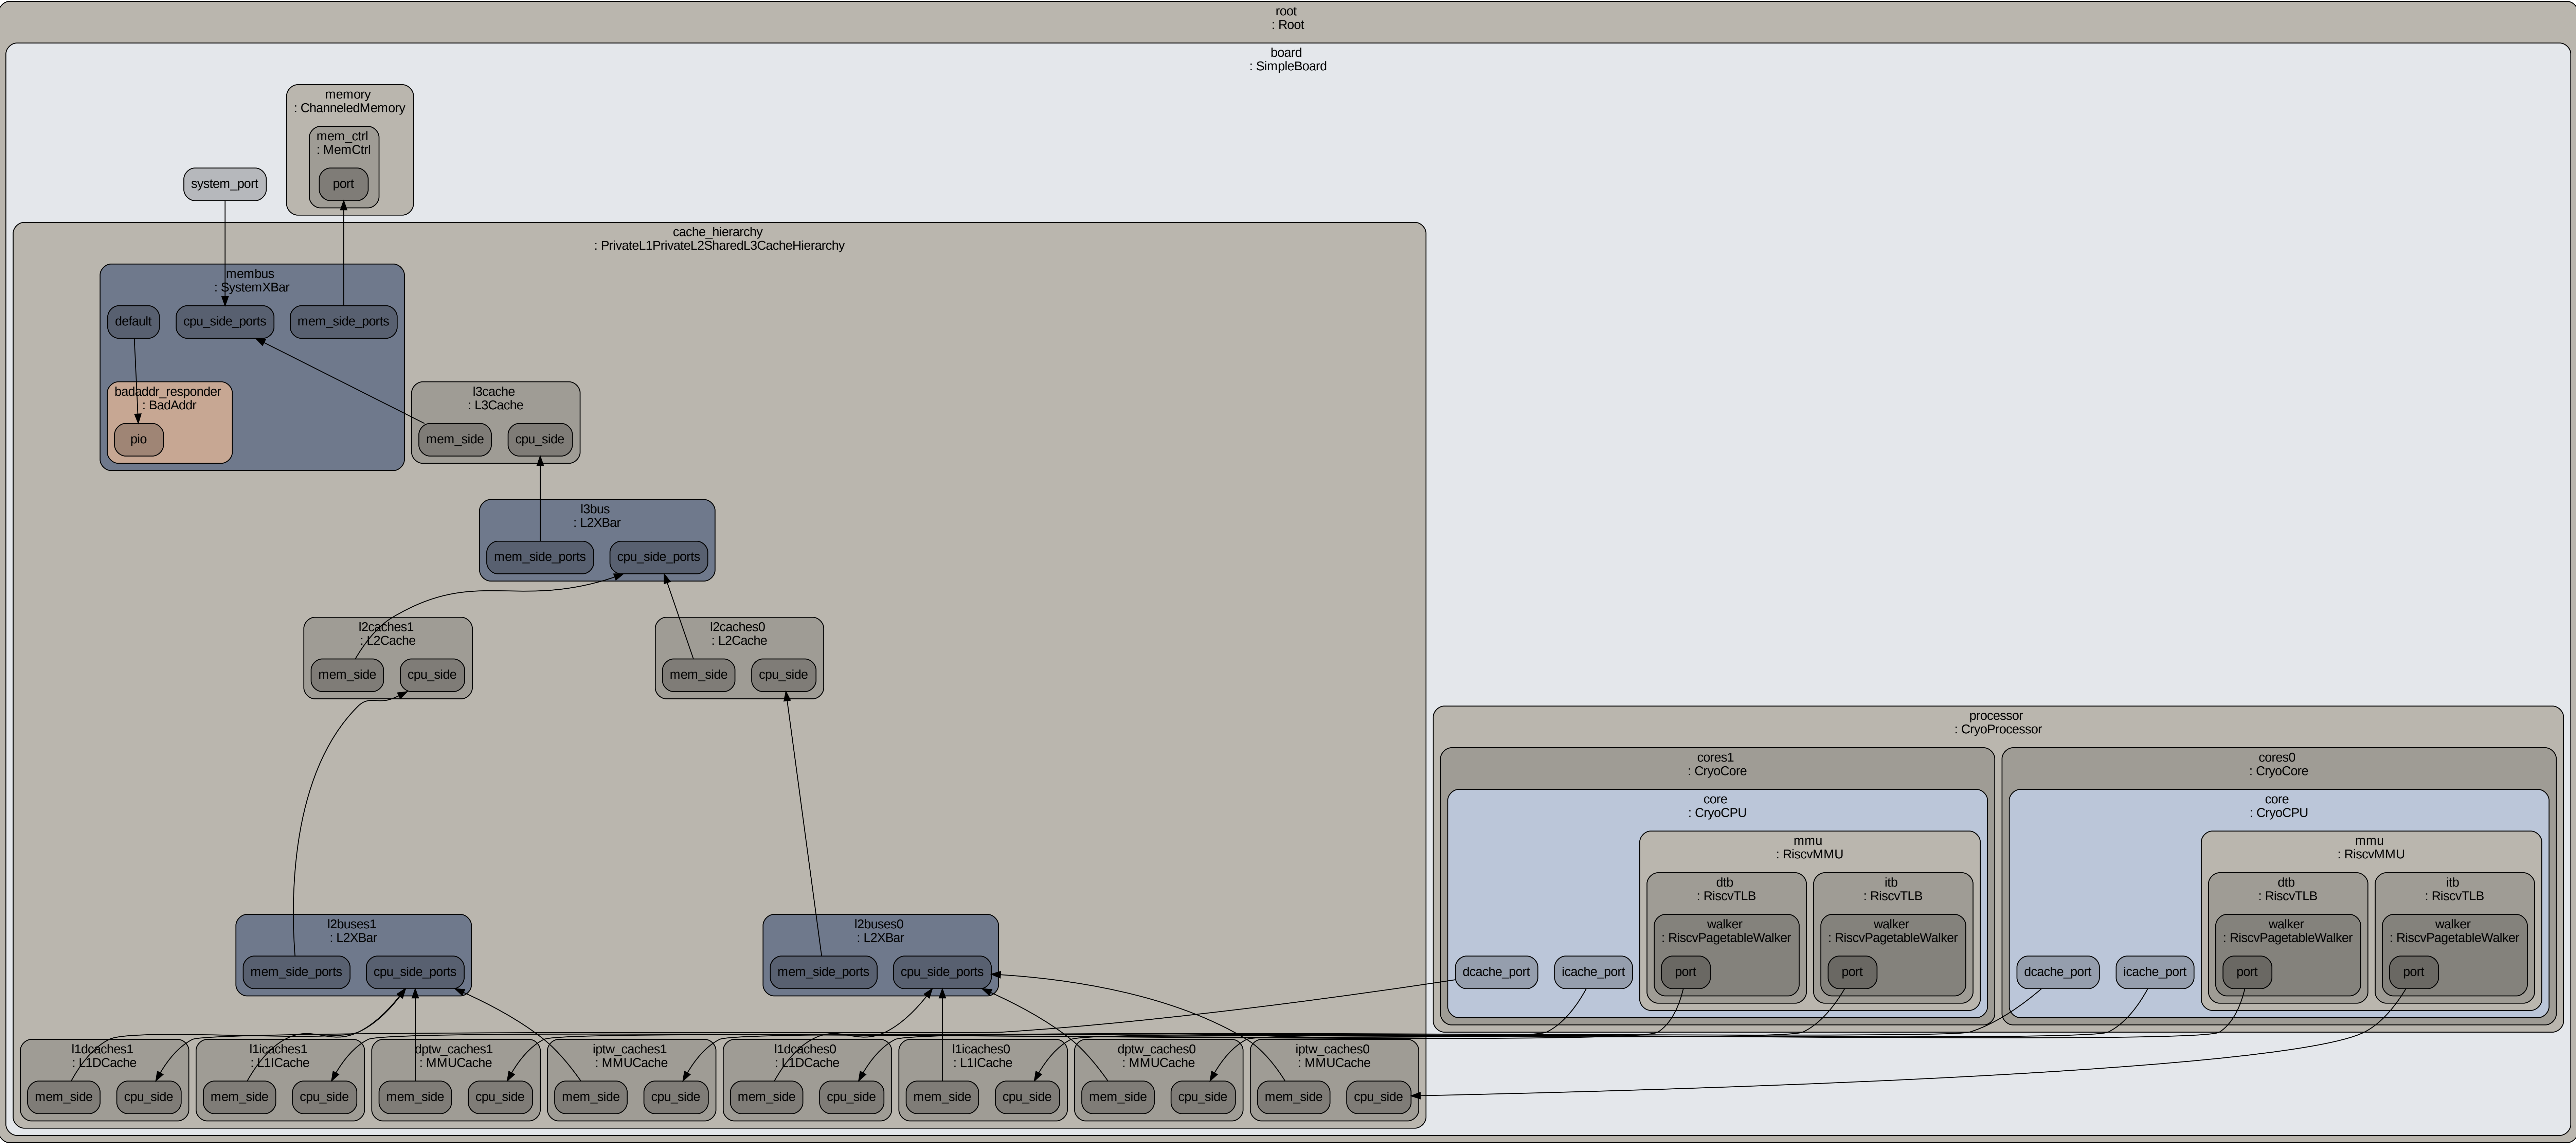 root
: Root
board
: SimpleBoard
memory
: ChanneledMemory
mem_ctrl
: MemCtrl
port
system_port
cache_hierarchy
: PrivateL1PrivateL2SharedL3CacheHierarchy
membus
: SystemXBar
default
cpu_side_ports
mem_side_ports
badaddr_responder
: BadAddr
pio
l3cache
: L3Cache
mem_side
cpu_side
l3bus
: L2XBar
mem_side_ports
cpu_side_ports
l2caches1
: L2Cache
mem_side
cpu_side
l2caches0
: L2Cache
mem_side
cpu_side
l2buses1
: L2XBar
mem_side_ports
cpu_side_ports
l2buses0
: L2XBar
mem_side_ports
cpu_side_ports
l1dcaches1
: L1DCache
mem_side
cpu_side
l1icaches1
: L1ICache
mem_side
cpu_side
dptw_caches1
: MMUCache
mem_side
cpu_side
iptw_caches1
: MMUCache
mem_side
cpu_side
l1dcaches0
: L1DCache
mem_side
cpu_side
l1icaches0
: L1ICache
mem_side
cpu_side
dptw_caches0
: MMUCache
mem_side
cpu_side
iptw_caches0
: MMUCache
mem_side
cpu_side
processor
: CryoProcessor
cores1
: CryoCore
core
: CryoCPU
mmu
: RiscvMMU
dtb
: RiscvTLB
walker
: RiscvPagetableWalker
port
itb
: RiscvTLB
walker
: RiscvPagetableWalker
port
dcache_port
icache_port
cores0
: CryoCore
core
: CryoCPU
mmu
: RiscvMMU
dtb
: RiscvTLB
walker
: RiscvPagetableWalker
port
itb
: RiscvTLB
walker
: RiscvPagetableWalker
port
dcache_port
icache_port